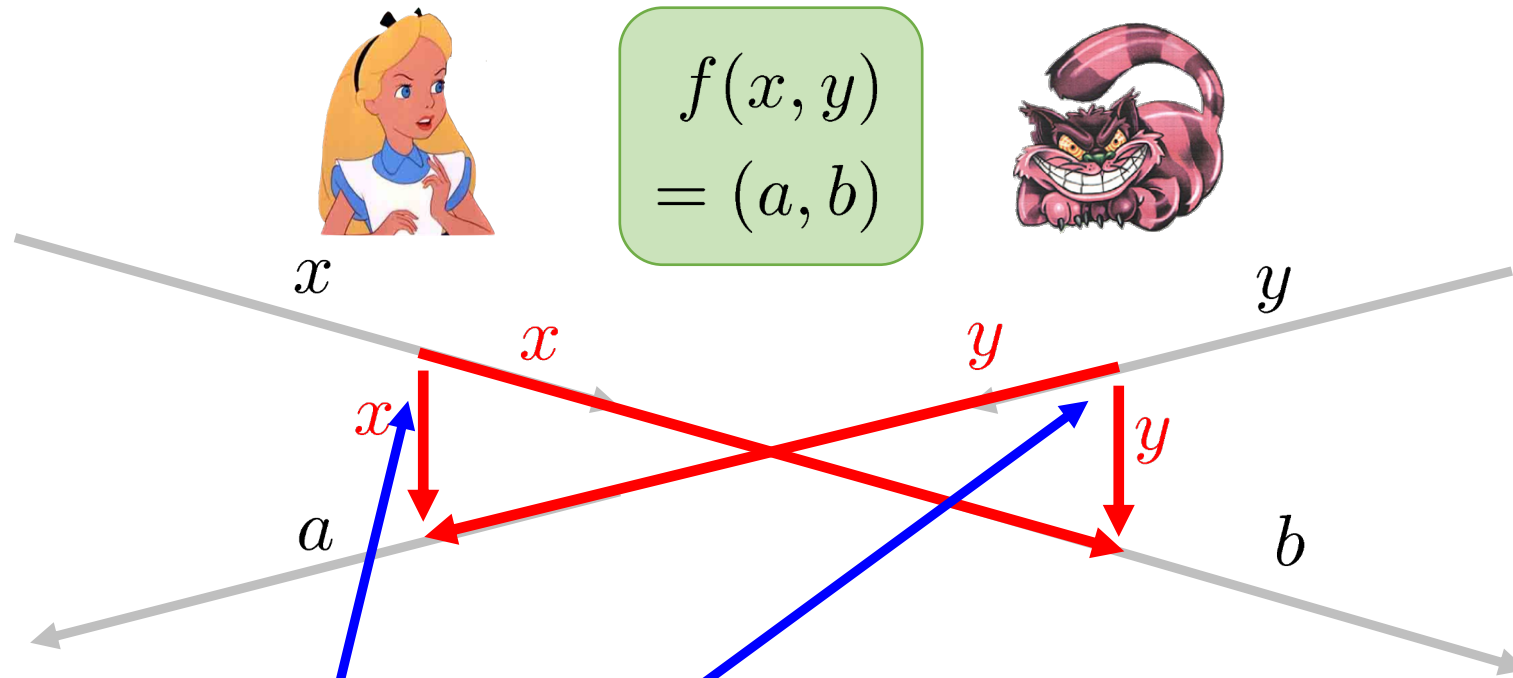 f(x, y)
= (a, b)
x
y
x
y
x
y
a
b